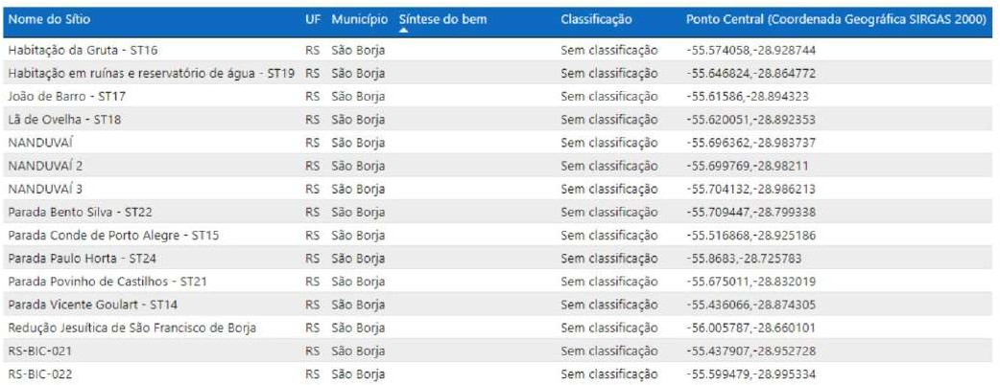 Nome do Sítio UF Município Síntese do bem Classificação Ponto Central (Coordenada Geográfica SIRGAS 2000)
Habitação da Gruta - ST16 RS São Borja Sem classificação -55.574058,-28.928744
Habitação em ruínas e reservatório de água - ST19 RS São Borja Sem classificação -55.646824,-28.864772
João de Barro - ST17 RS São Borja Sem classificação -55.61586,-28.894323
Lã de Ovelha - ST18 RS São Borja Sem classificação -55.620051,-28.892353
NANDUVAÍ RS São Borja Sem classificação -55.696362,-28.983737
NANDUVAÍ 2 RS São Borja Sem classificação -55.699769,-28.98211
NANDUVAÍ 3 RS São Borja Sem classificação -55.704132,-28.986213
Parada Bento Silva - ST22 RS São Borja Sem classificação -55.709447,-28.799338
Parada Conde de Porto Alegre - ST15 RS São Borja Sem classificação -55.516868,-28.925186
Parada Paulo Horta - ST24 RS São Borja Sem classificação -55.8683,-28.725783
Parada Povinho de Castilhos - ST21 RS São Borja Sem classificação -55.675011,-28.832019
Parada Vicente Goulart - ST14 RS São Borja Sem classificação -55.436066,-28.874305
Redução Jesuítica de São Francisco de Borja RS São Borja Sem classificação -56.005787,-28.660101
RS-BIC-021 RS São Borja Sem classificação -55.437907,-28.952728
RS-BIC-022 RS São Borja Sem classificação -55.599479,-28.995334